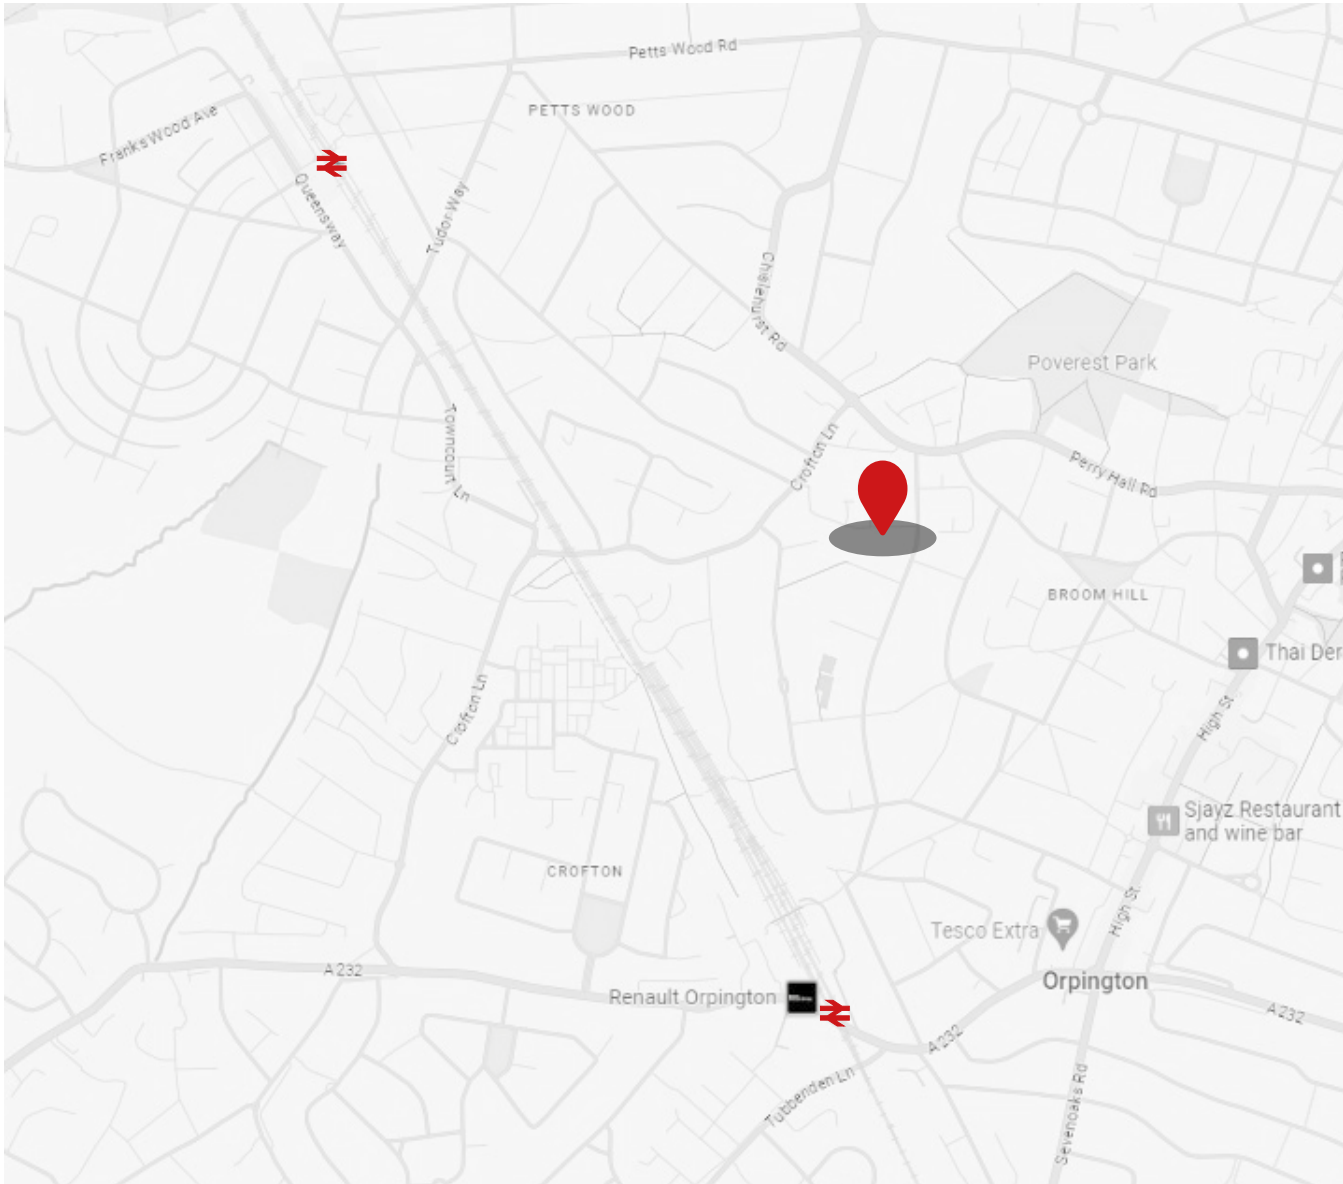 Petts Wood Rd
PETTS WOOD
Franks Wood Ave
Queensway
Tudor Way
Chislehurst Rd
Poverest Park
Towncourt Ln
Crofton Ln
Perry Hall Rd
BROOM HILL
Thai Der
Crofton Ln
High St
Sjayz Restaurant
and wine bar
CROFTON
High St
Tesco Extra
A232
Orpington
Renault Orpington
A232
A232
Tubbenden Ln
Sevenoaks Rd